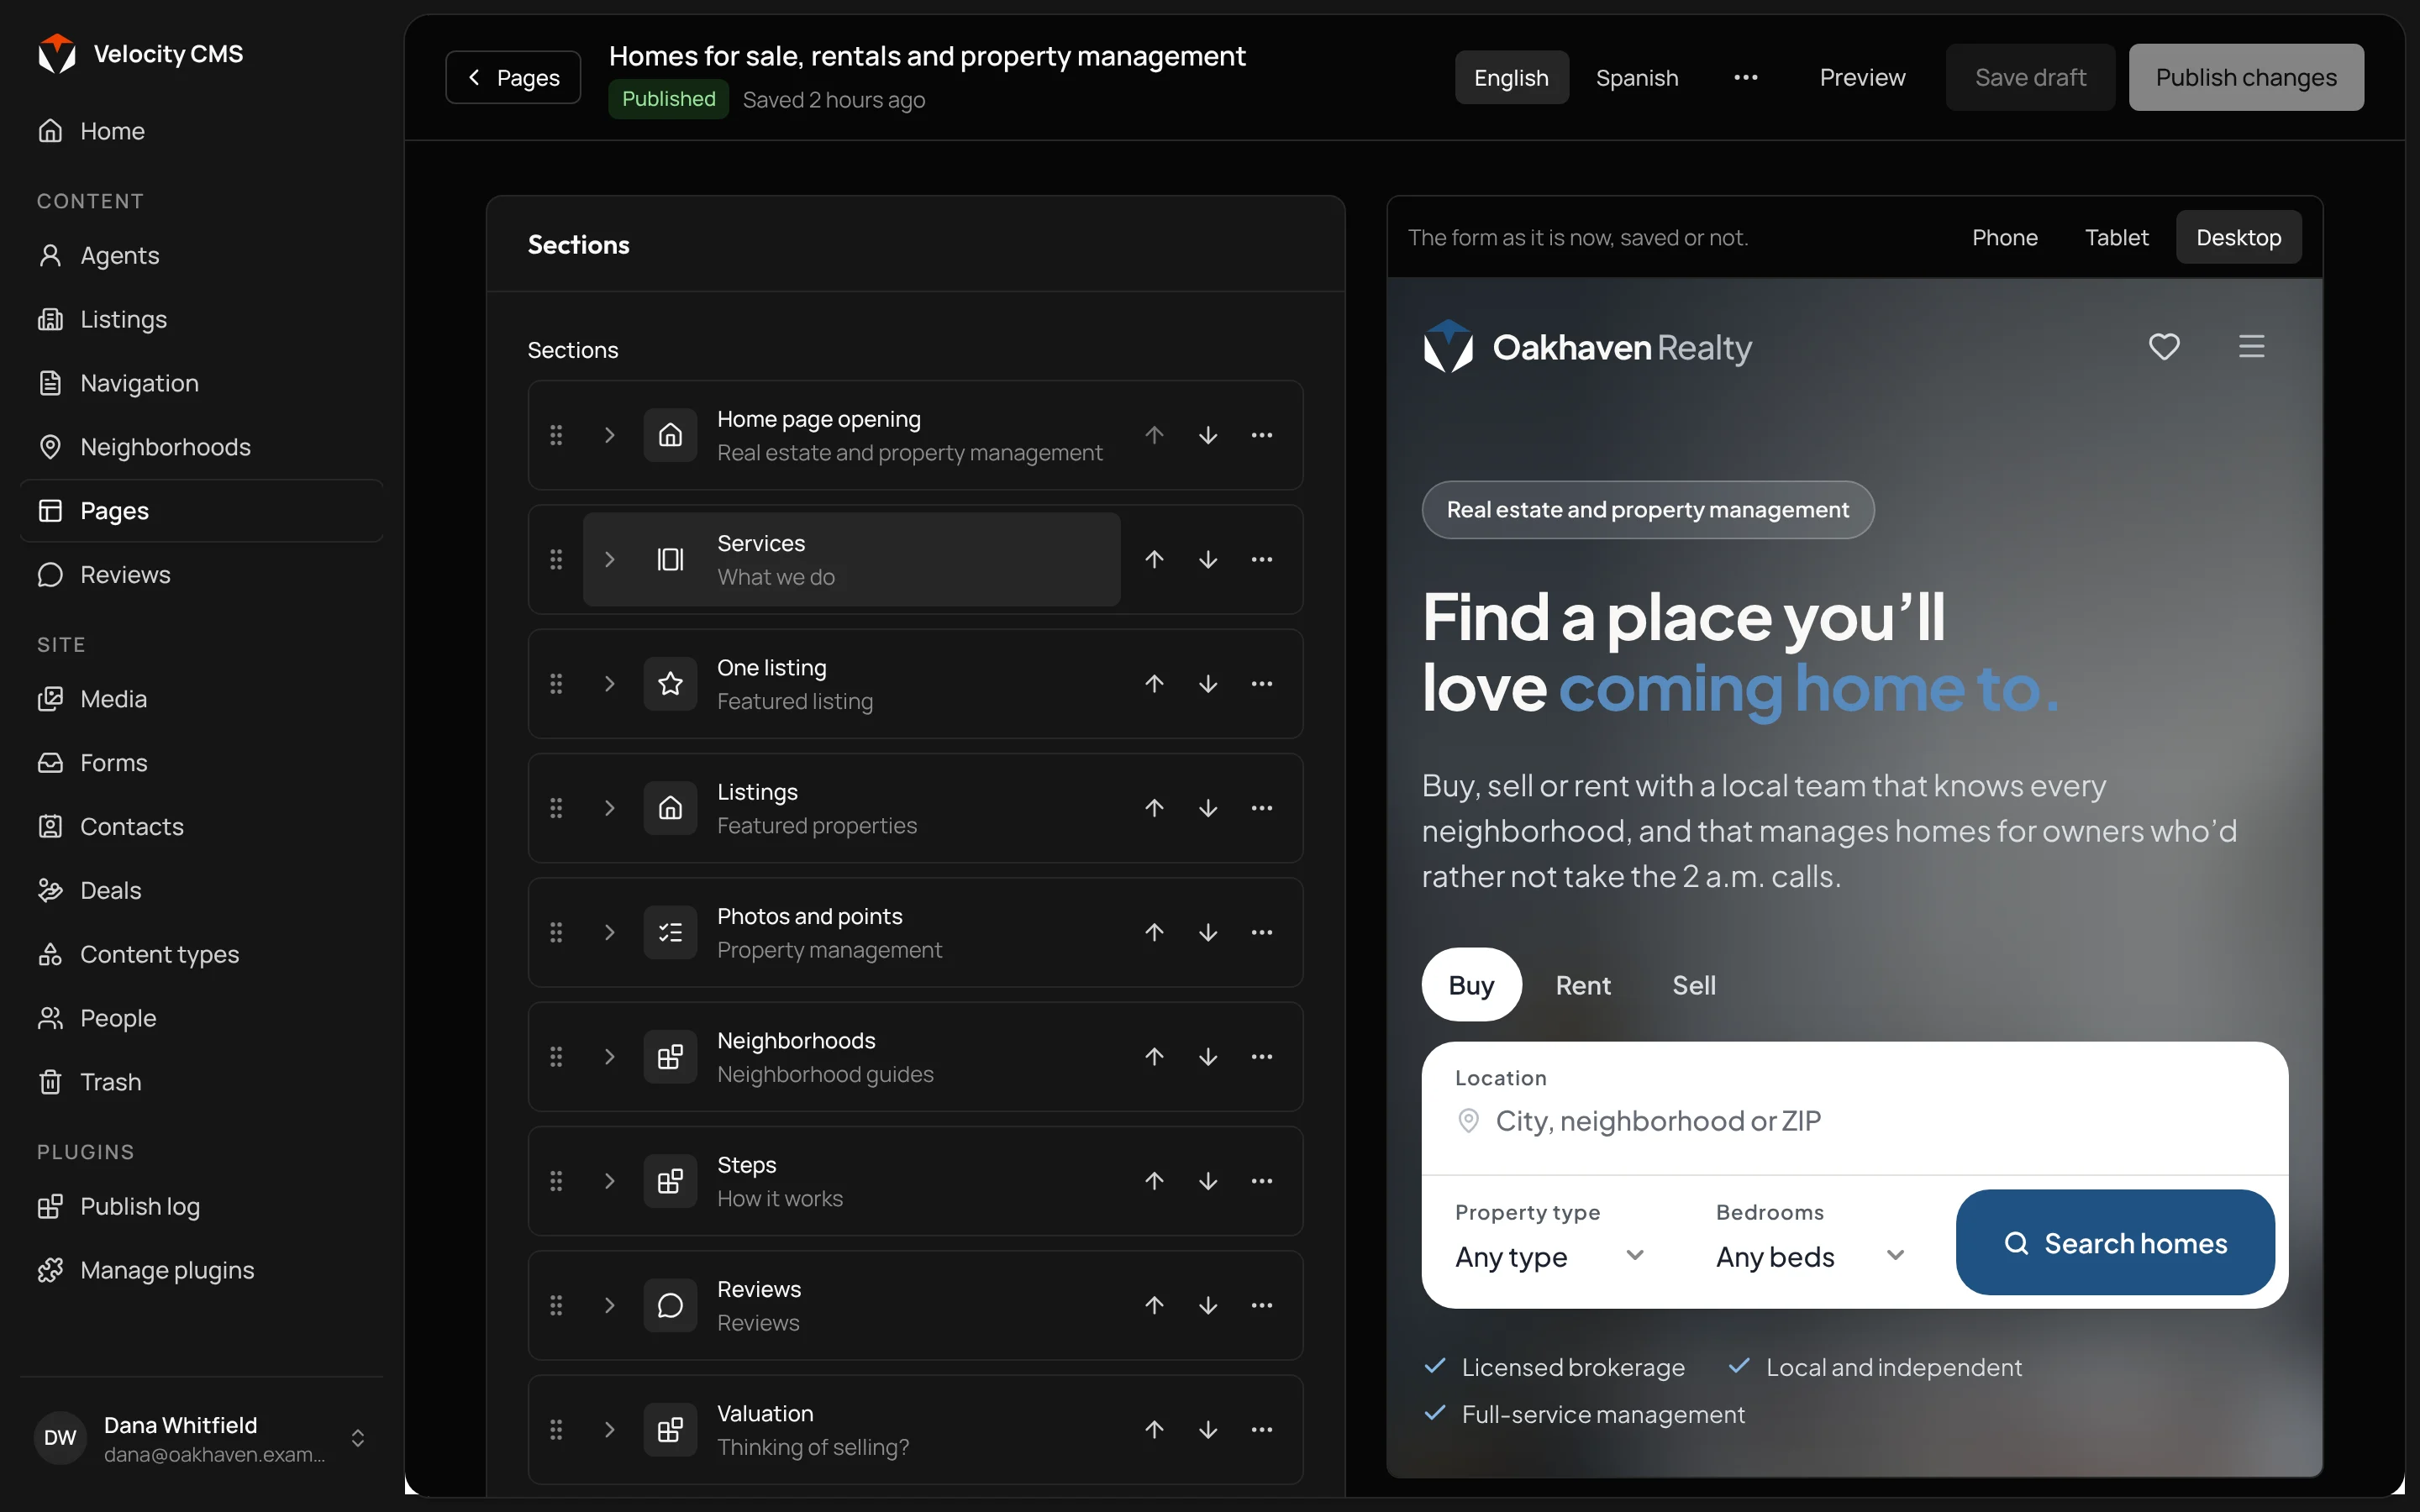 Velocity CMS
Home
CONTENT
Agents
Listings
Navigation
Neighborhoods
Pages
Reviews
SITE
Media
Forms
Contacts
Deals
Content types
People
Trash
PLUGINS
Publish log
Manage plugins
DW
Dana Whitfield
dana@oakhaven.exam...
Pages
Homes for sale, rentals and property management
Published
Saved 2 hours ago
English
Spanish
Preview
Save draft
Publish changes
Sections
Sections
Home page opening
Real estate and property management
Services
What we do
One listing
Featured listing
Listings
Featured properties
Photos and points
Property management
Neighborhoods
Neighborhood guides
Steps
How it works
Reviews
Reviews
Valuation
Thinking of selling?
The form as it is now, saved or not.
Phone
Tablet
Desktop
Oakhaven Realty
Real estate and property management
Find a place you’ll
love coming home to.
Buy, sell or rent with a local team that knows every
neighborhood, and that manages homes for owners who’d
rather not take the 2 a.m. calls.
Buy
Rent
Sell
Location
City, neighborhood or ZIP
Property type
Any type
Bedrooms
Any beds
Search homes
Licensed brokerage
Local and independent
Full-service management